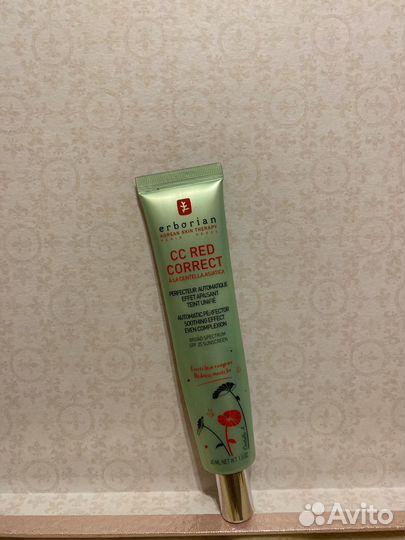 erborian
KOREAN SKIN THERAPY
CC RED
CORRECT
À LA CENTELLA ASIATICA
PERFECTEUR AUTOMATIQUE
EFFET APAISANT
TEINT UNIFIÉ
AUTOMATIC PERFECTOR
SOOTHING EFFECT
EVEN COMPLEXION
BROAD SPECTRUM
SPF 25 SUNSCREEN
Avito